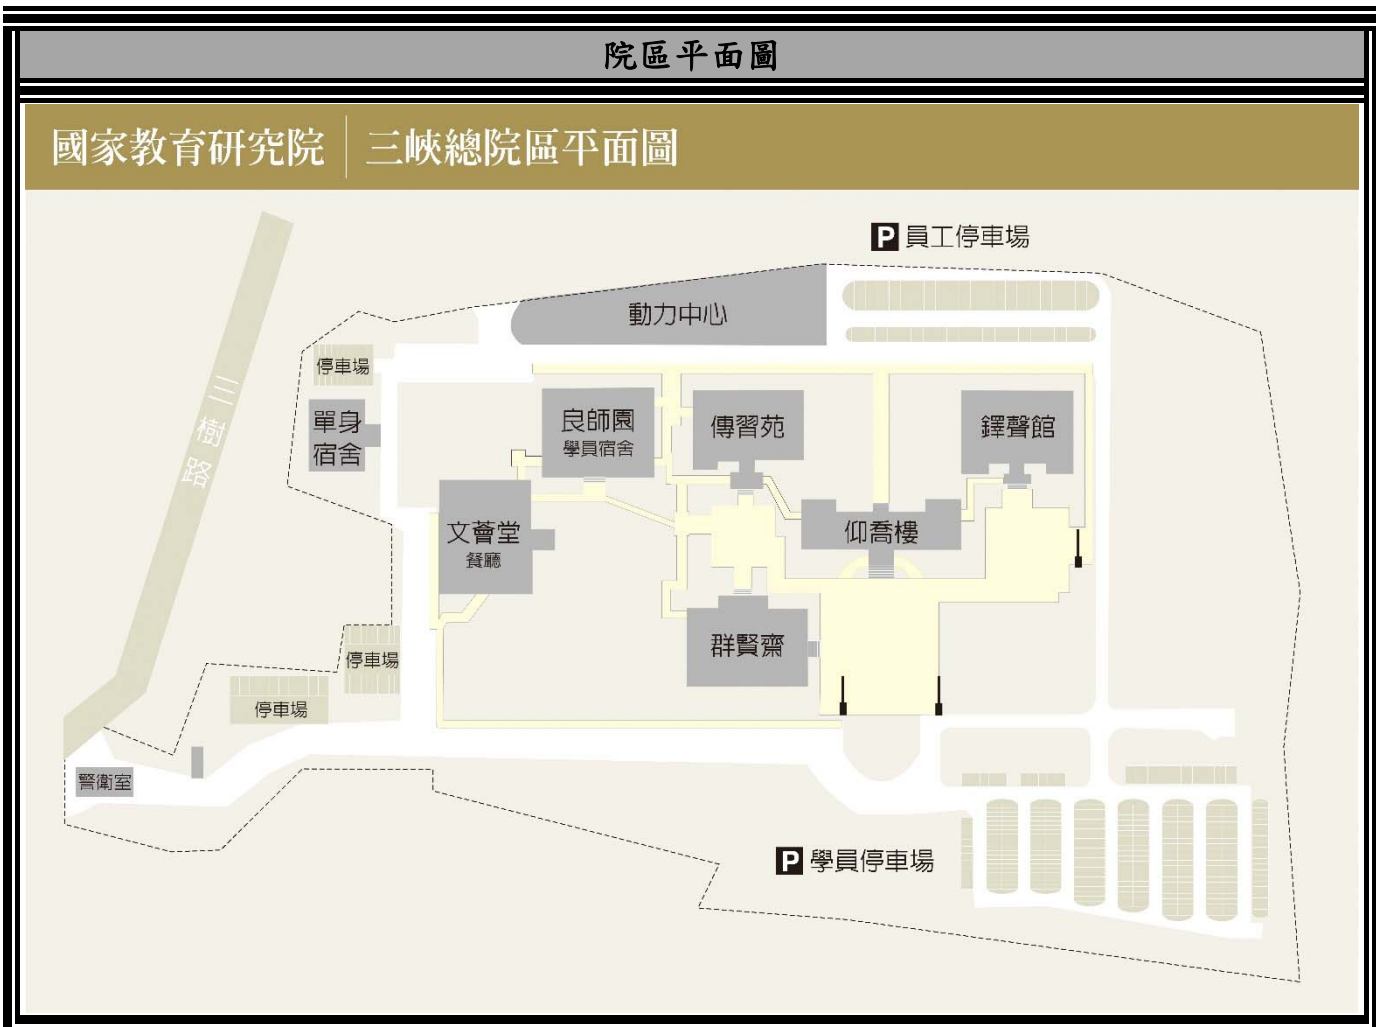 院區平面圖
國家教育研究院 三峽總院區平面圖
P 員工停車場
動力中心
停車場
三樹路
單身
宿舍
良師園
學員宿舍
傳習苑
鐸聲館
文薈堂
餐廳
仰喬樓
群賢齋
停車場
停車場
警衛室
P 學員停車場